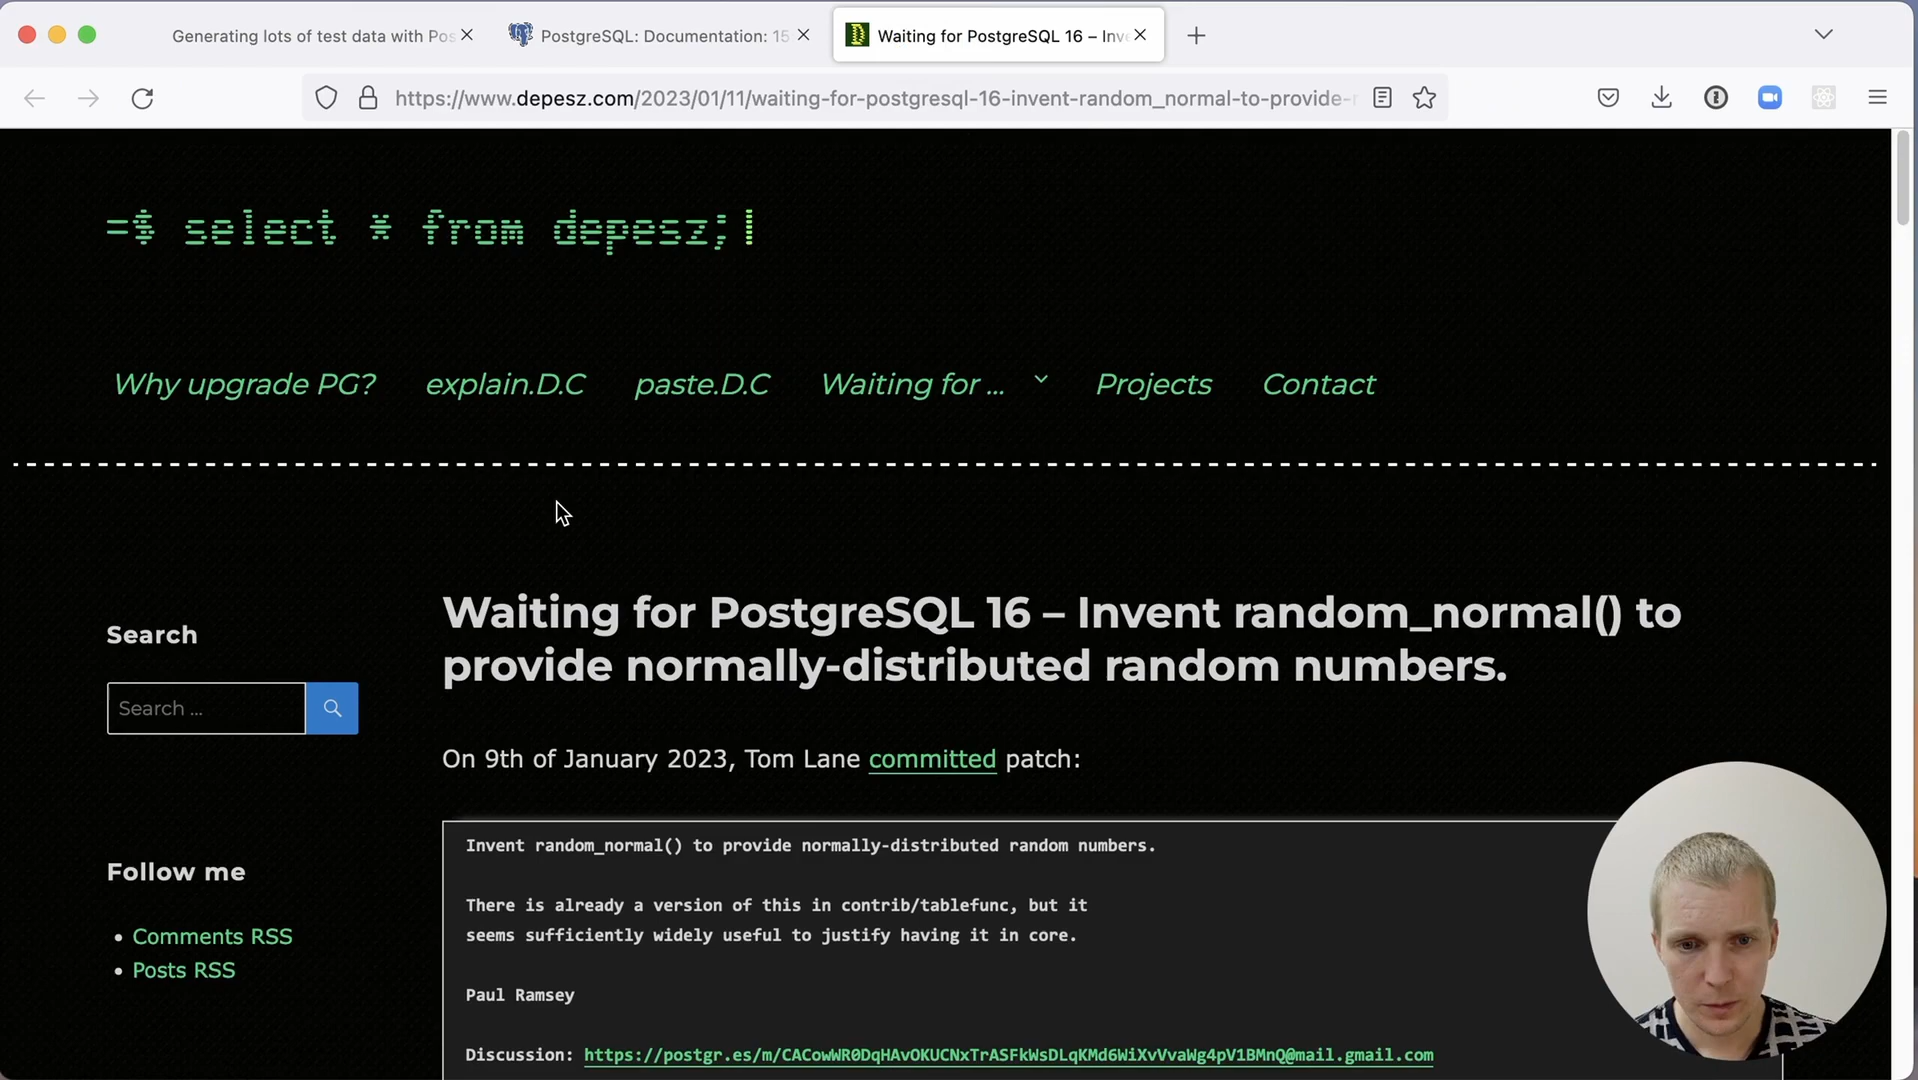 Generating lots of test data with Pos
PostgreSQL: Documentation: 15
Waiting for PostgreSQL 16 – Inv
https://www.depesz.com/2023/01/11/waiting-for-postgresql-16-invent-random_normal-to-provide-
=$ select * from depesz;
Why upgrade PG? explain.D.C paste.D.C Waiting for ... Projects Contact
Search
Search ...
Follow me
Comments RSS
Posts RSS
Waiting for PostgreSQL 16 – Invent random_normal() to
provide normally-distributed random numbers.
On 9th of January 2023, Tom Lane committed patch:
Invent random_normal() to provide normally-distributed random numbers.
There is already a version of this in contrib/tablefunc, but it
seems sufficiently widely useful to justify having it in core.
Paul Ramsey
Discussion: https://postgr.es/m/CACowWR0DqHAvOKUCNxTrASFkWsDLqKMd6WiXvVvaWg4pV1BMnQ@mail.gmail.com